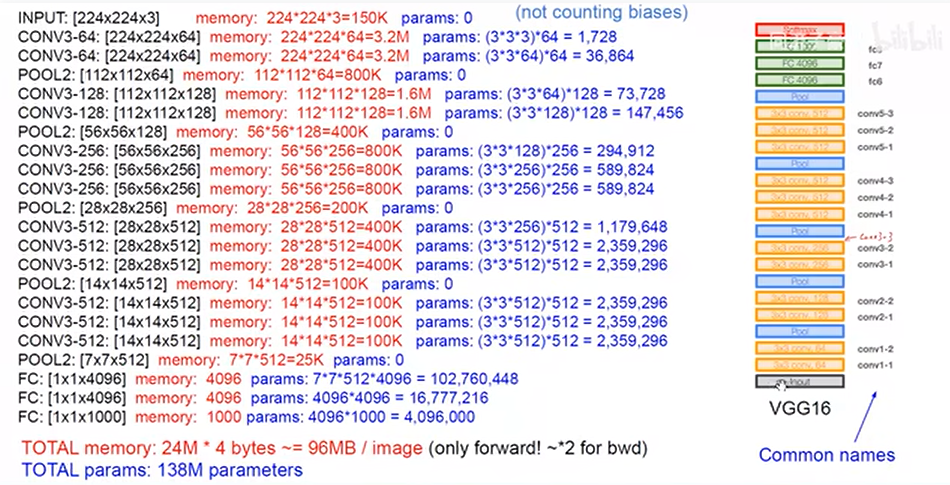 (not counting biases)
INPUT: [224x224x3] memory: 224*224*3=150K params: 0
CONV3-64: [224x224x64] memory: 224*224*64=3.2M params: (3*3*3)*64 = 1,728
CONV3-64: [224x224x64] memory: 224*224*64=3.2M params: (3*3*64)*64 = 36,864
POOL2: [112x112x64] memory: 112*112*64=800K params: 0
CONV3-128: [112x112x128] memory: 112*112*128=1.6M params: (3*3*64)*128 = 73,728
CONV3-128: [112x112x128] memory: 112*112*128=1.6M params: (3*3*128)*128 = 147,456
POOL2: [56x56x128] memory: 56*56*128=400K params: 0
CONV3-256: [56x56x256] memory: 56*56*256=800K params: (3*3*128)*256 = 294,912
CONV3-256: [56x56x256] memory: 56*56*256=800K params: (3*3*256)*256 = 589,824
CONV3-256: [56x56x256] memory: 56*56*256=800K params: (3*3*256)*256 = 589,824
POOL2: [28x28x256] memory: 28*28*256=200K params: 0
CONV3-512: [28x28x512] memory: 28*28*512=400K params: (3*3*256)*512 = 1,179,648
CONV3-512: [28x28x512] memory: 28*28*512=400K params: (3*3*512)*512 = 2,359,296
CONV3-512: [28x28x512] memory: 28*28*512=400K params: (3*3*512)*512 = 2,359,296
POOL2: [14x14x512] memory: 14*14*512=100K params: 0
CONV3-512: [14x14x512] memory: 14*14*512=100K params: (3*3*512)*512 = 2,359,296
CONV3-512: [14x14x512] memory: 14*14*512=100K params: (3*3*512)*512 = 2,359,296
CONV3-512: [14x14x512] memory: 14*14*512=100K params: (3*3*512)*512 = 2,359,296
POOL2: [7x7x512] memory: 7*7*512=25K params: 0
FC: [1x1x4096] memory: 4096 params: 7*7*512*4096 = 102,760,448
FC: [1x1x4096] memory: 4096 params: 4096*4096 = 16,777,216
FC: [1x1x1000] memory: 1000 params: 4096*1000 = 4,096,000
TOTAL memory: 24M * 4 bytes ~= 96MB / image (only forward! ~*2 for bwd)
TOTAL params: 138M parameters
Softmax
bilibili
FC 4096 fc7
FC 4096 fc6
Pool
3x3 conv, 512 conv5-3
3x3 conv, 512 conv5-2
3x3 conv, 512 conv5-1
Pool
3x3 conv, 512 conv4-3
3x3 conv, 512 conv4-2
3x3 conv, 512 conv4-1
Pool
conv3-3
3x3 conv, 256 conv3-2
3x3 conv, 256 conv3-1
Pool
3x3 conv, 128 conv2-2
3x3 conv, 128 conv2-1
Pool
3x3 conv, 64 conv1-2
3x3 conv, 64 conv1-1
Input
VGG16
Common names